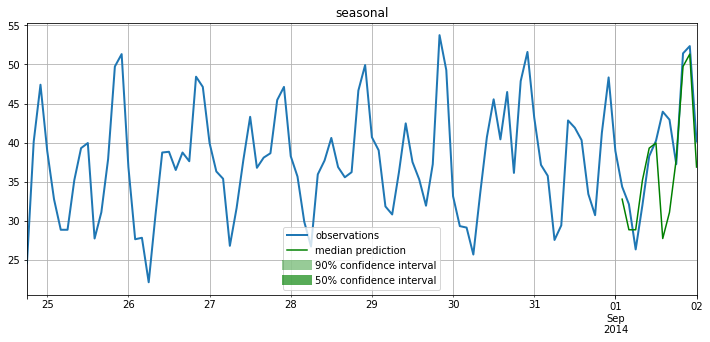 seasonal
55
50
45
40
35
30
25
observations
median prediction
90% confidence interval
50% confidence interval
25 26 27 28 29 30 31 01 02
Sep
2014